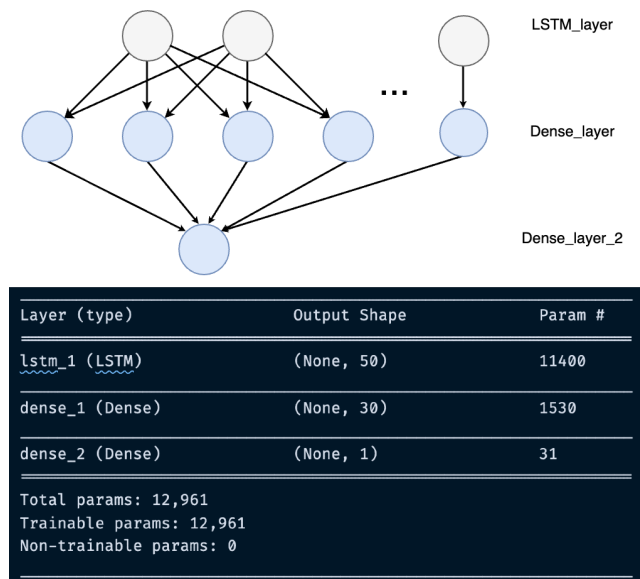 LSTM_layer
...
Dense_layer
Dense_layer_2
Layer (type) Output Shape Param #
lstm_1 (LSTM) (None, 50) 11400
dense_1 (Dense) (None, 30) 1530
dense_2 (Dense) (None, 1) 31
Total params: 12,961
Trainable params: 12,961
Non-trainable params: 0